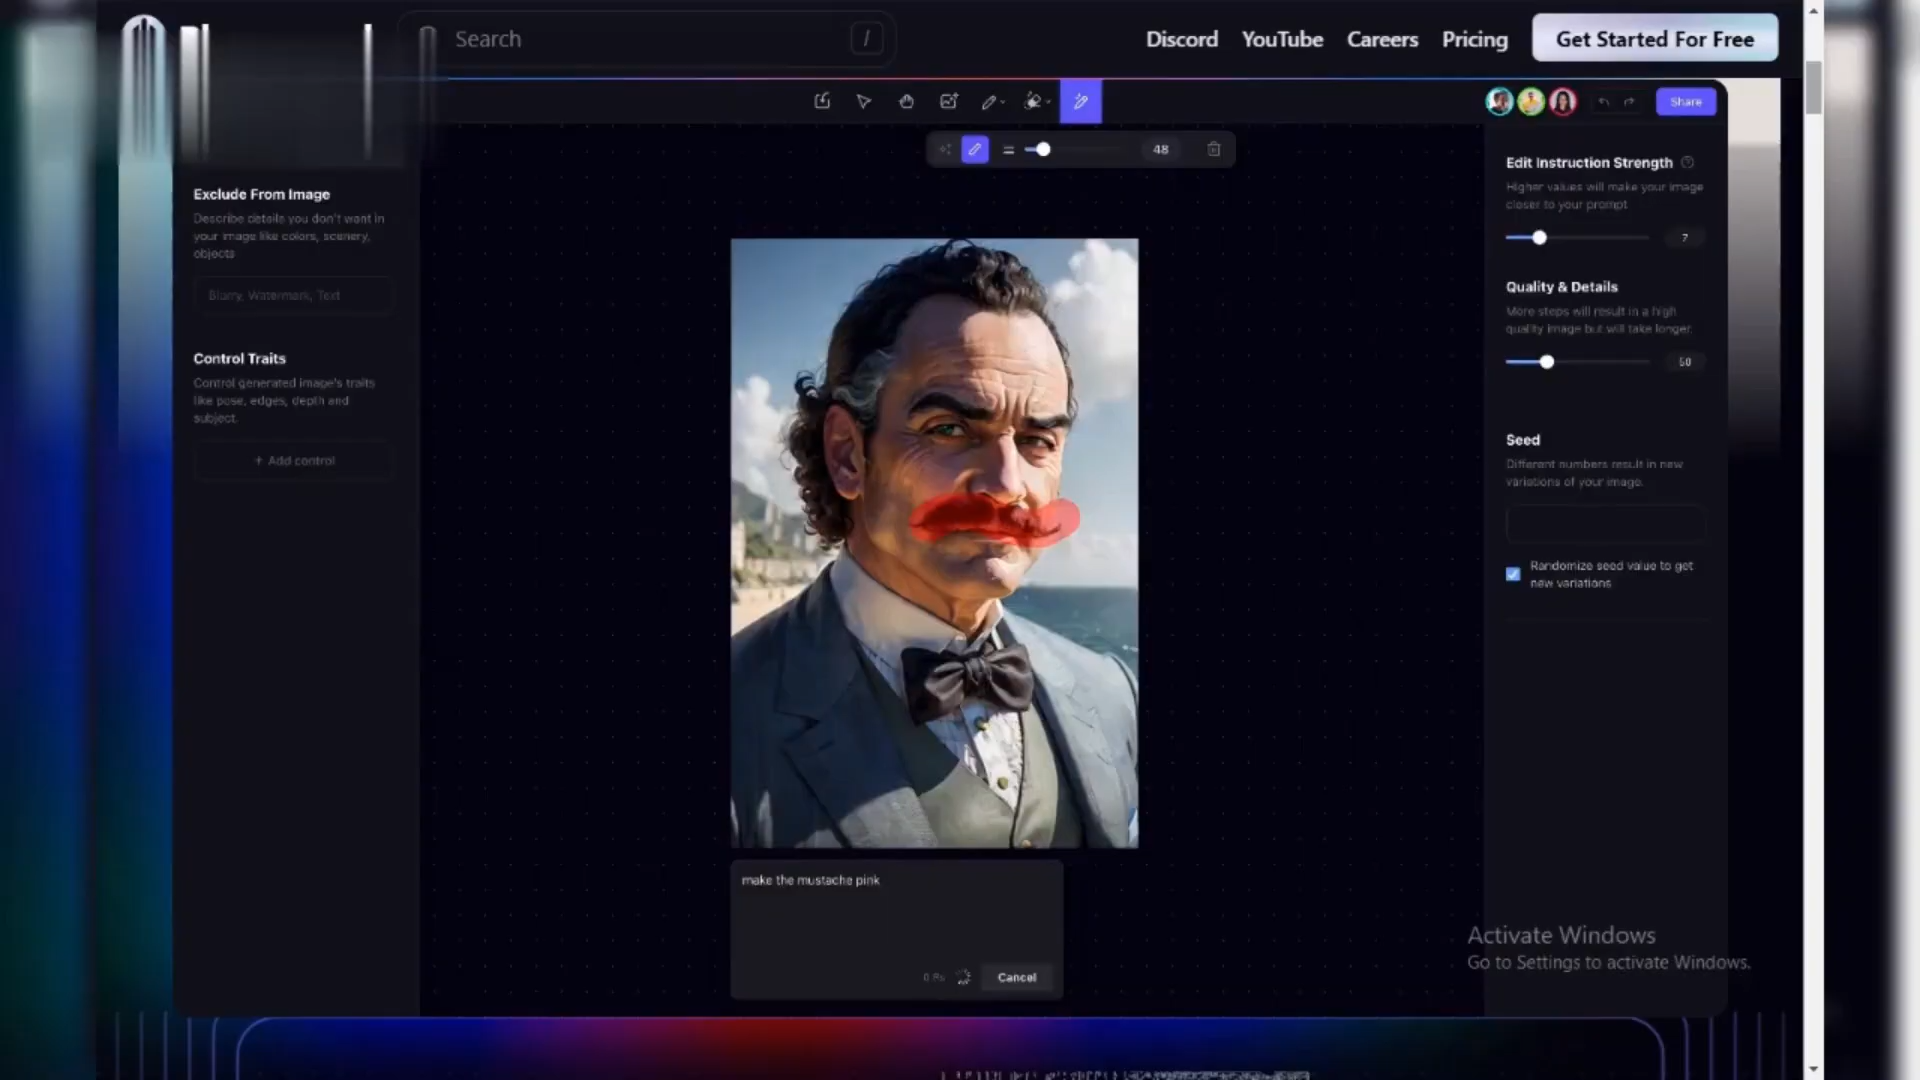 Search /
Discord YouTube Careers Pricing Get Started For Free
Share
48
Exclude From Image
Describe details you don't want in
your image like colors, scenery,
objects
Blurry, Watermark, Text
Control Traits
Control generated image's traits
like pose, edges, depth and
subject.
+ Add control
make the mustache pink
Cancel
Edit Instruction Strength
Higher values will make your image
closer to your prompt
7
Quality & Details
More steps will result in a high
quality image but will take longer.
50
Seed
Different numbers result in new
variations of your image.
Randomize seed value to get
new variations
Activate Windows
Go to Settings to activate Windows.